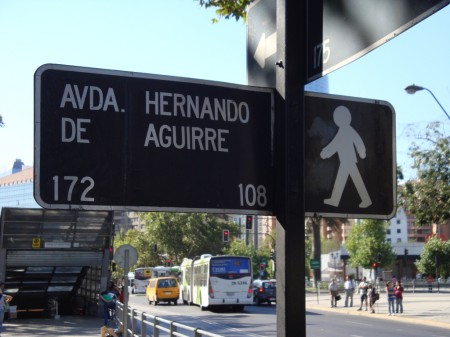 AVDA. HERNANDO
DE AGUIRRE
172 108
175